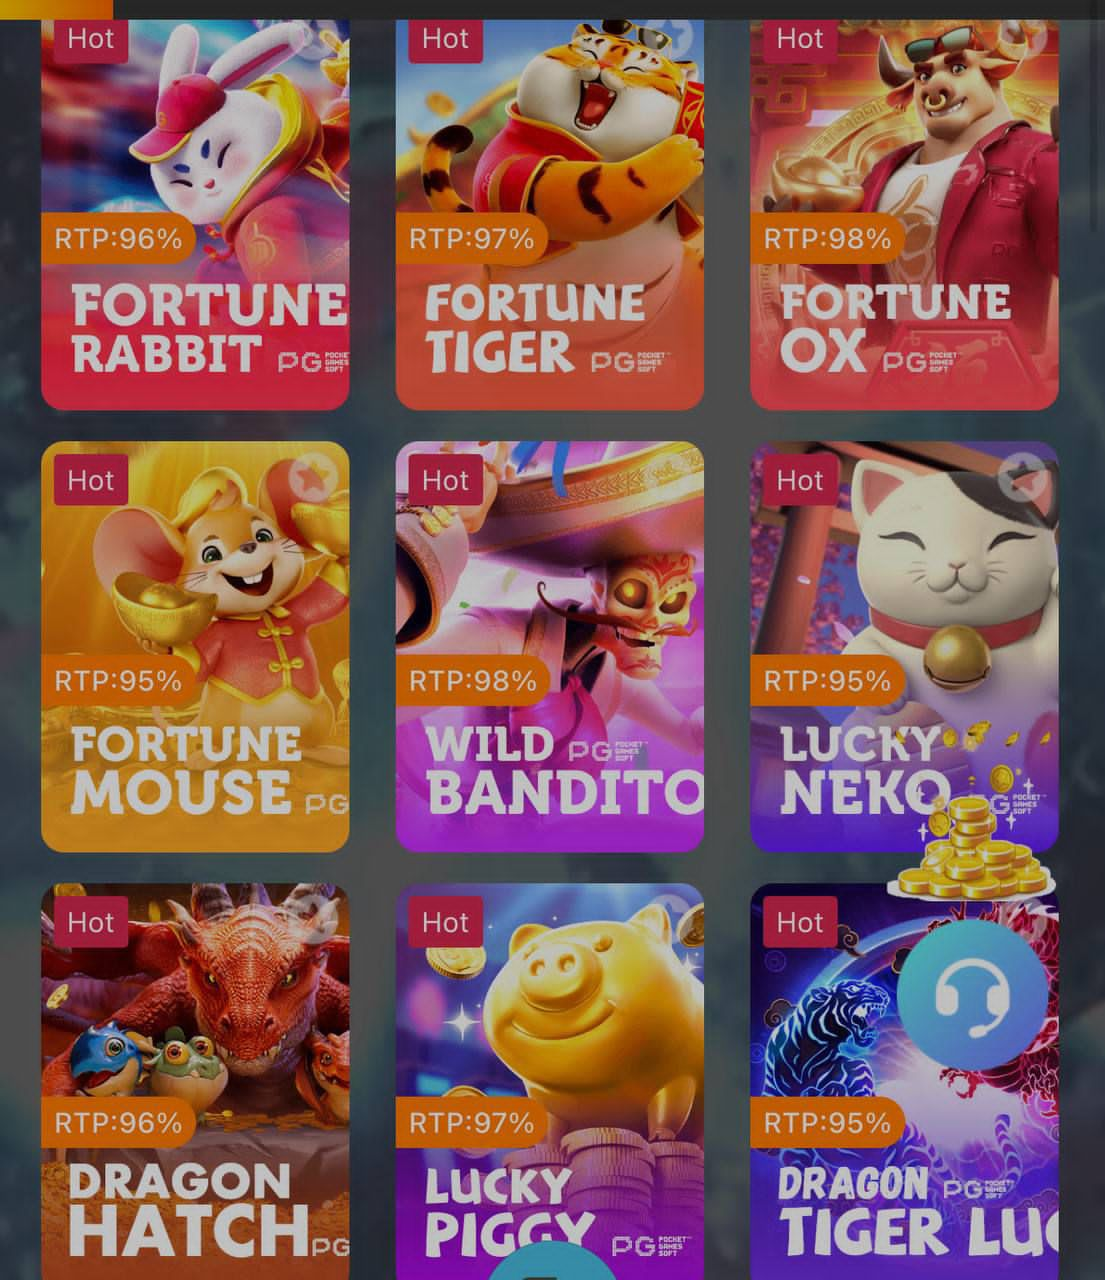 Hot
Hot
Hot
RTP:96%
RTP:97%
RTP:98%
FORTUNE
RABBIT PG POCKET GAMES SOFT
FORTUNE
TIGER PG POCKET GAMES SOFT
FORTUNE
OX PG POCKET GAMES SOFT
Hot
Hot
Hot
RTP:95%
RTP:98%
RTP:95%
FORTUNE
MOUSE PG
WILD PG POCKET GAMES SOFT
BANDITO
LUCKY
NEKO PG POCKET GAMES SOFT
Hot
Hot
Hot
RTP:96%
RTP:97%
RTP:95%
DRAGON
HATCH PG
LUCKY
PIGGY PG POCKET GAMES SOFT
DRAGON PG POCKET GAMES SOFT
TIGER LUC